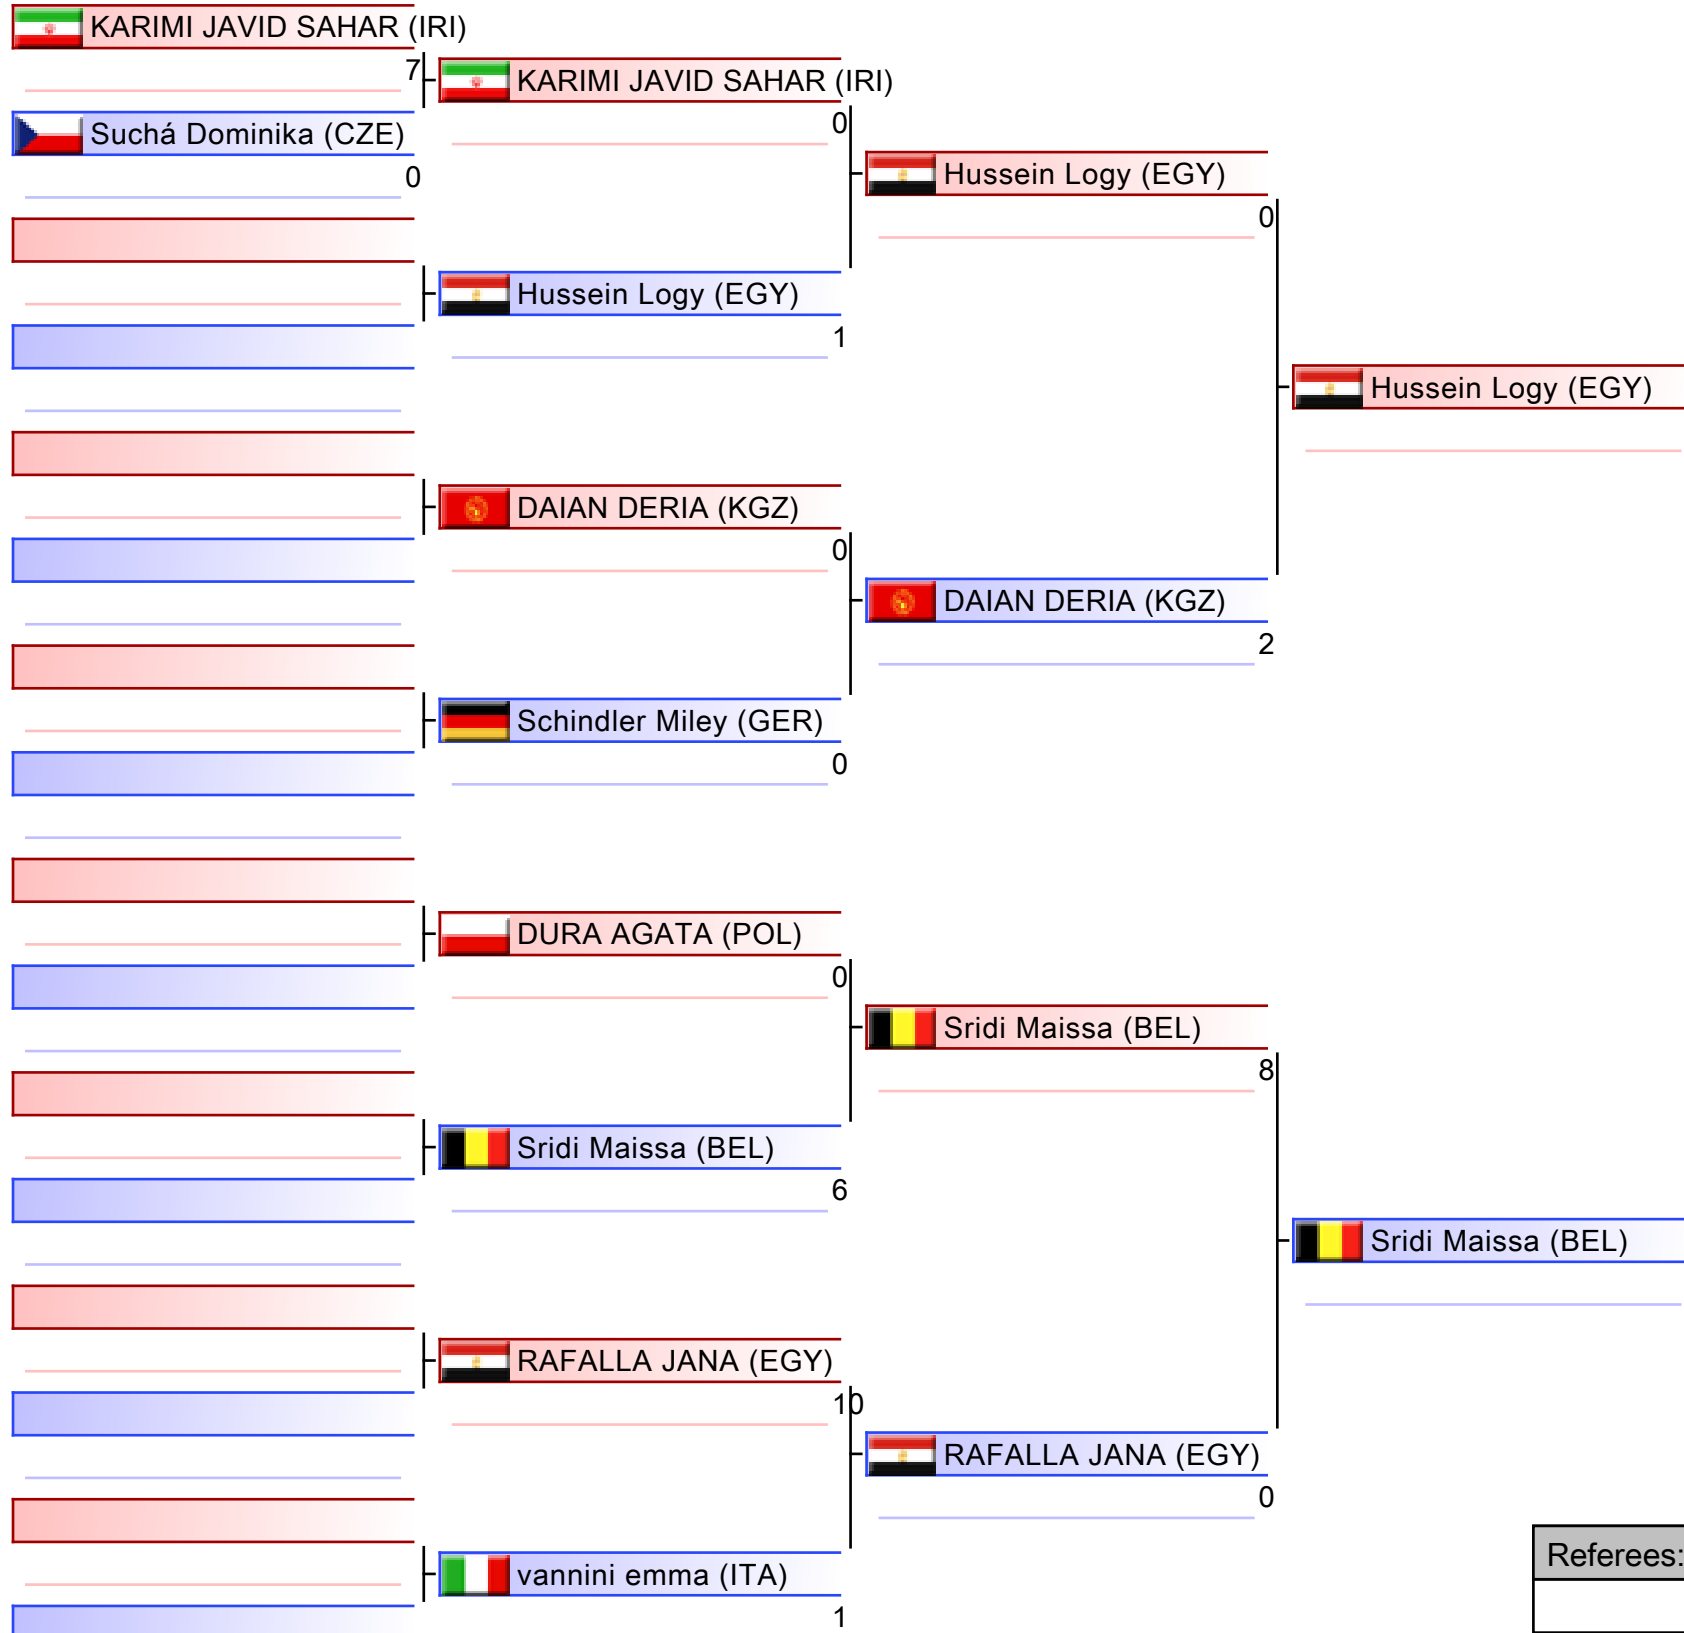 KARIMI JAVID SAHAR (IRI)
7
KARIMI JAVID SAHAR (IRI)
0
Suchá Dominika (CZE)
0
Hussein Logy (EGY)
0
Hussein Logy (EGY)
1
Hussein Logy (EGY)
DAIAN DERIA (KGZ)
0
DAIAN DERIA (KGZ)
2
Schindler Miley (GER)
0
DURA AGATA (POL)
0
Sridi Maissa (BEL)
8
Sridi Maissa (BEL)
6
Sridi Maissa (BEL)
RAFALLA JANA (EGY)
10
RAFALLA JANA (EGY)
0
Referees:
vannini emma (ITA)
1